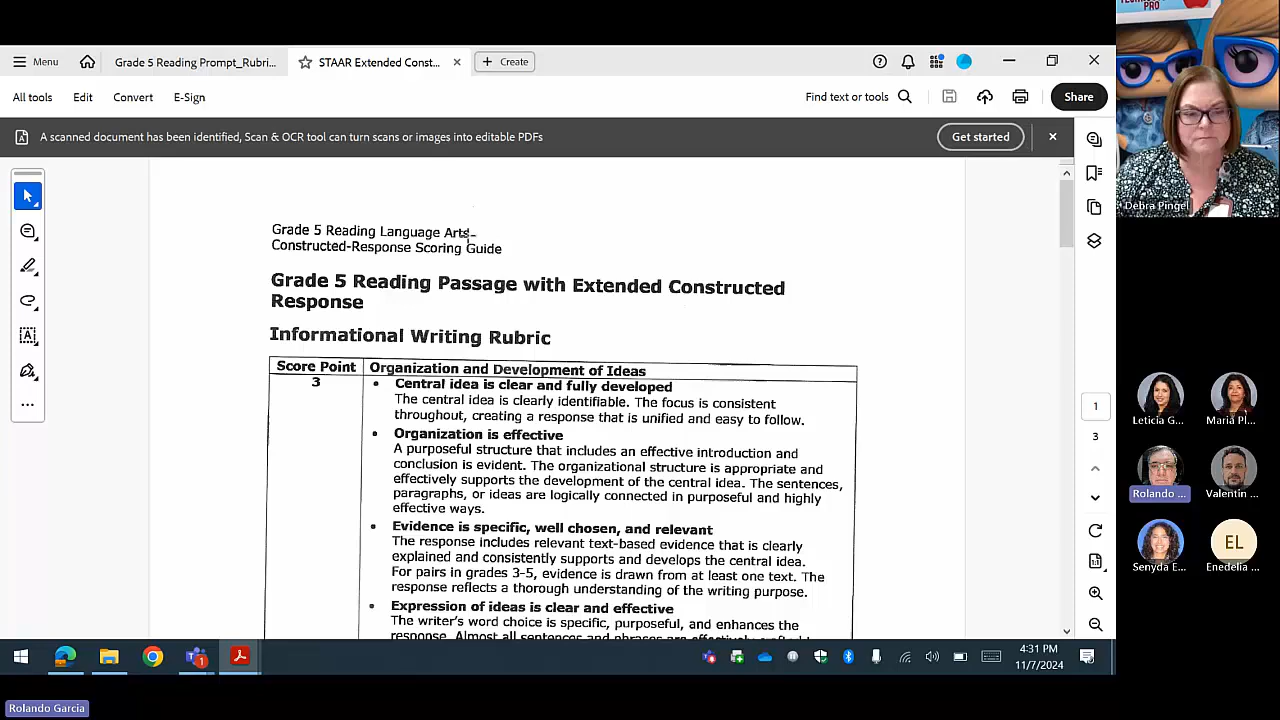 TECHNOLOGY
PRO
Menu
Grade 5 Reading Prompt_Rubri...
STAAR Extended Const...
Create
All tools
Edit
Convert
E-Sign
Find text or tools
Share
A scanned document has been identified, Scan & OCR tool can turn scans or images into editable PDFs
Get started
Debra Pingel
Grade 5 Reading Language Arts-
Constructed-Response Scoring Guide
Grade 5 Reading Passage with Extended Constructed
Response
Informational Writing Rubric
Score Point
Organization and Development of Ideas
3
• Central idea is clear and fully developed
The central idea is clearly identifiable. The focus is consistent
throughout, creating a response that is unified and easy to follow.
• Organization is effective
A purposeful structure that includes an effective introduction and
conclusion is evident. The organizational structure is appropriate and
effectively supports the development of the central idea. The sentences,
paragraphs, or ideas are logically connected in purposeful and highly
effective ways.
• Evidence is specific, well chosen, and relevant
The response includes relevant text-based evidence that is clearly
explained and consistently supports and develops the central idea.
For pairs in grades 3-5, evidence is drawn from at least one text. The
response reflects a thorough understanding of the writing purpose.
• Expression of ideas is clear and effective
The writer's word choice is specific, purposeful, and enhances the
response. Almost all sentences and phrases are effectively crafted
1
3
Leticia G...
Maria Pl...
Rolando ...
Valentin ...
Senyda E...
EL
Enedelia ...
4:31 PM
11/7/2024
Rolando Garcia